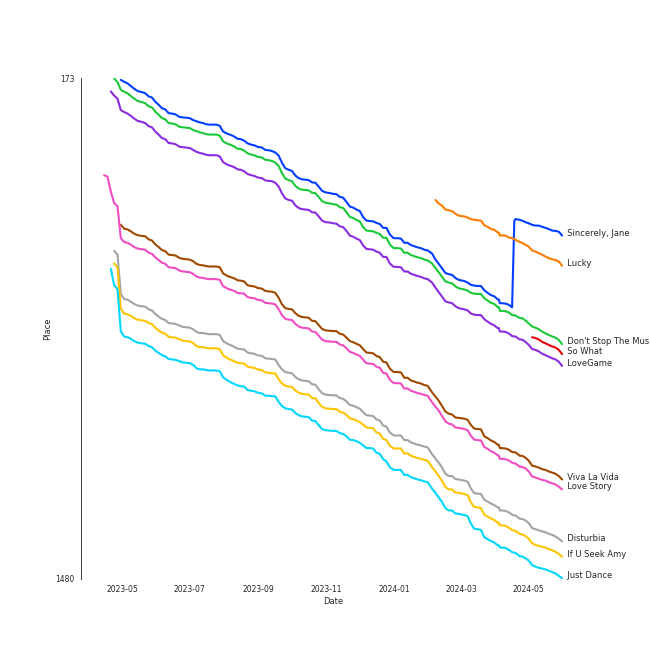 173
Sincerely, Jane
Lucky
Place
Don't Stop The Mus
So What
LoveGame
Viva La Vida
Love Story
Disturbia
If U Seek Amy
Just Dance
1480
2023-05 2023-07 2023-09 2023-11 2024-01 2024-03 2024-05
Date